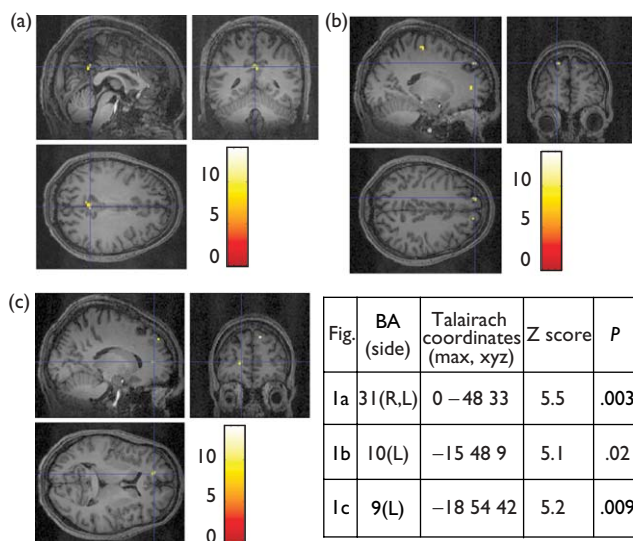 (a)
10
5
0
(b)
10
5
0
(c)
10
5
0
Fig. BA (side) Talairach coordinates (max, xyz) Z score P
1a 31(R,L) 0 −48 33 5.5 .003
1b 10(L) −15 48 9 5.1 .02
1c 9(L) −18 54 42 5.2 .009